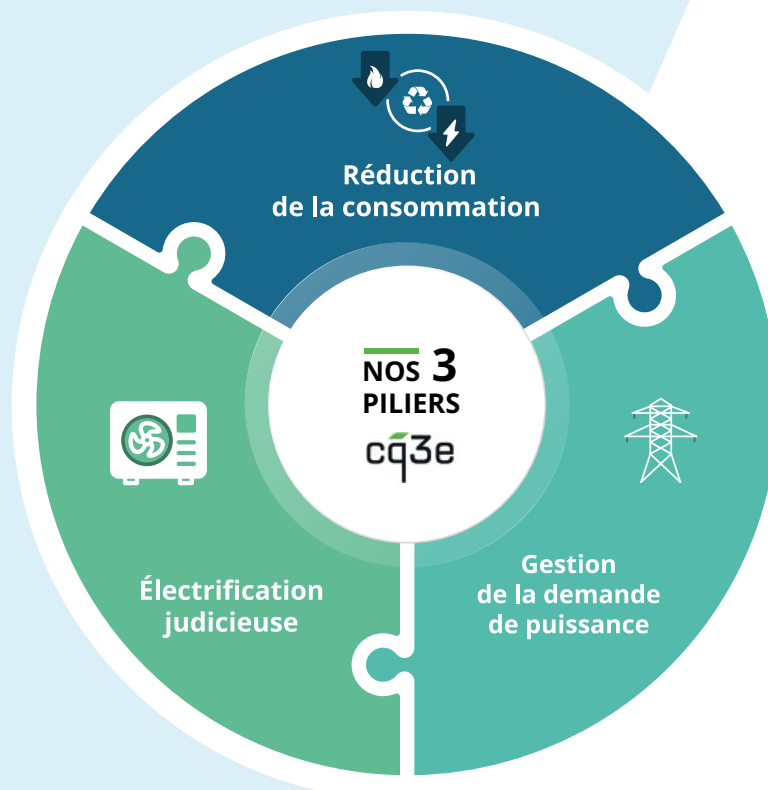 Réduction
de la consommation
NOS 3
PILIERS
cq3e
Électrification
judicieuse
Gestion
de la demande
de puissance